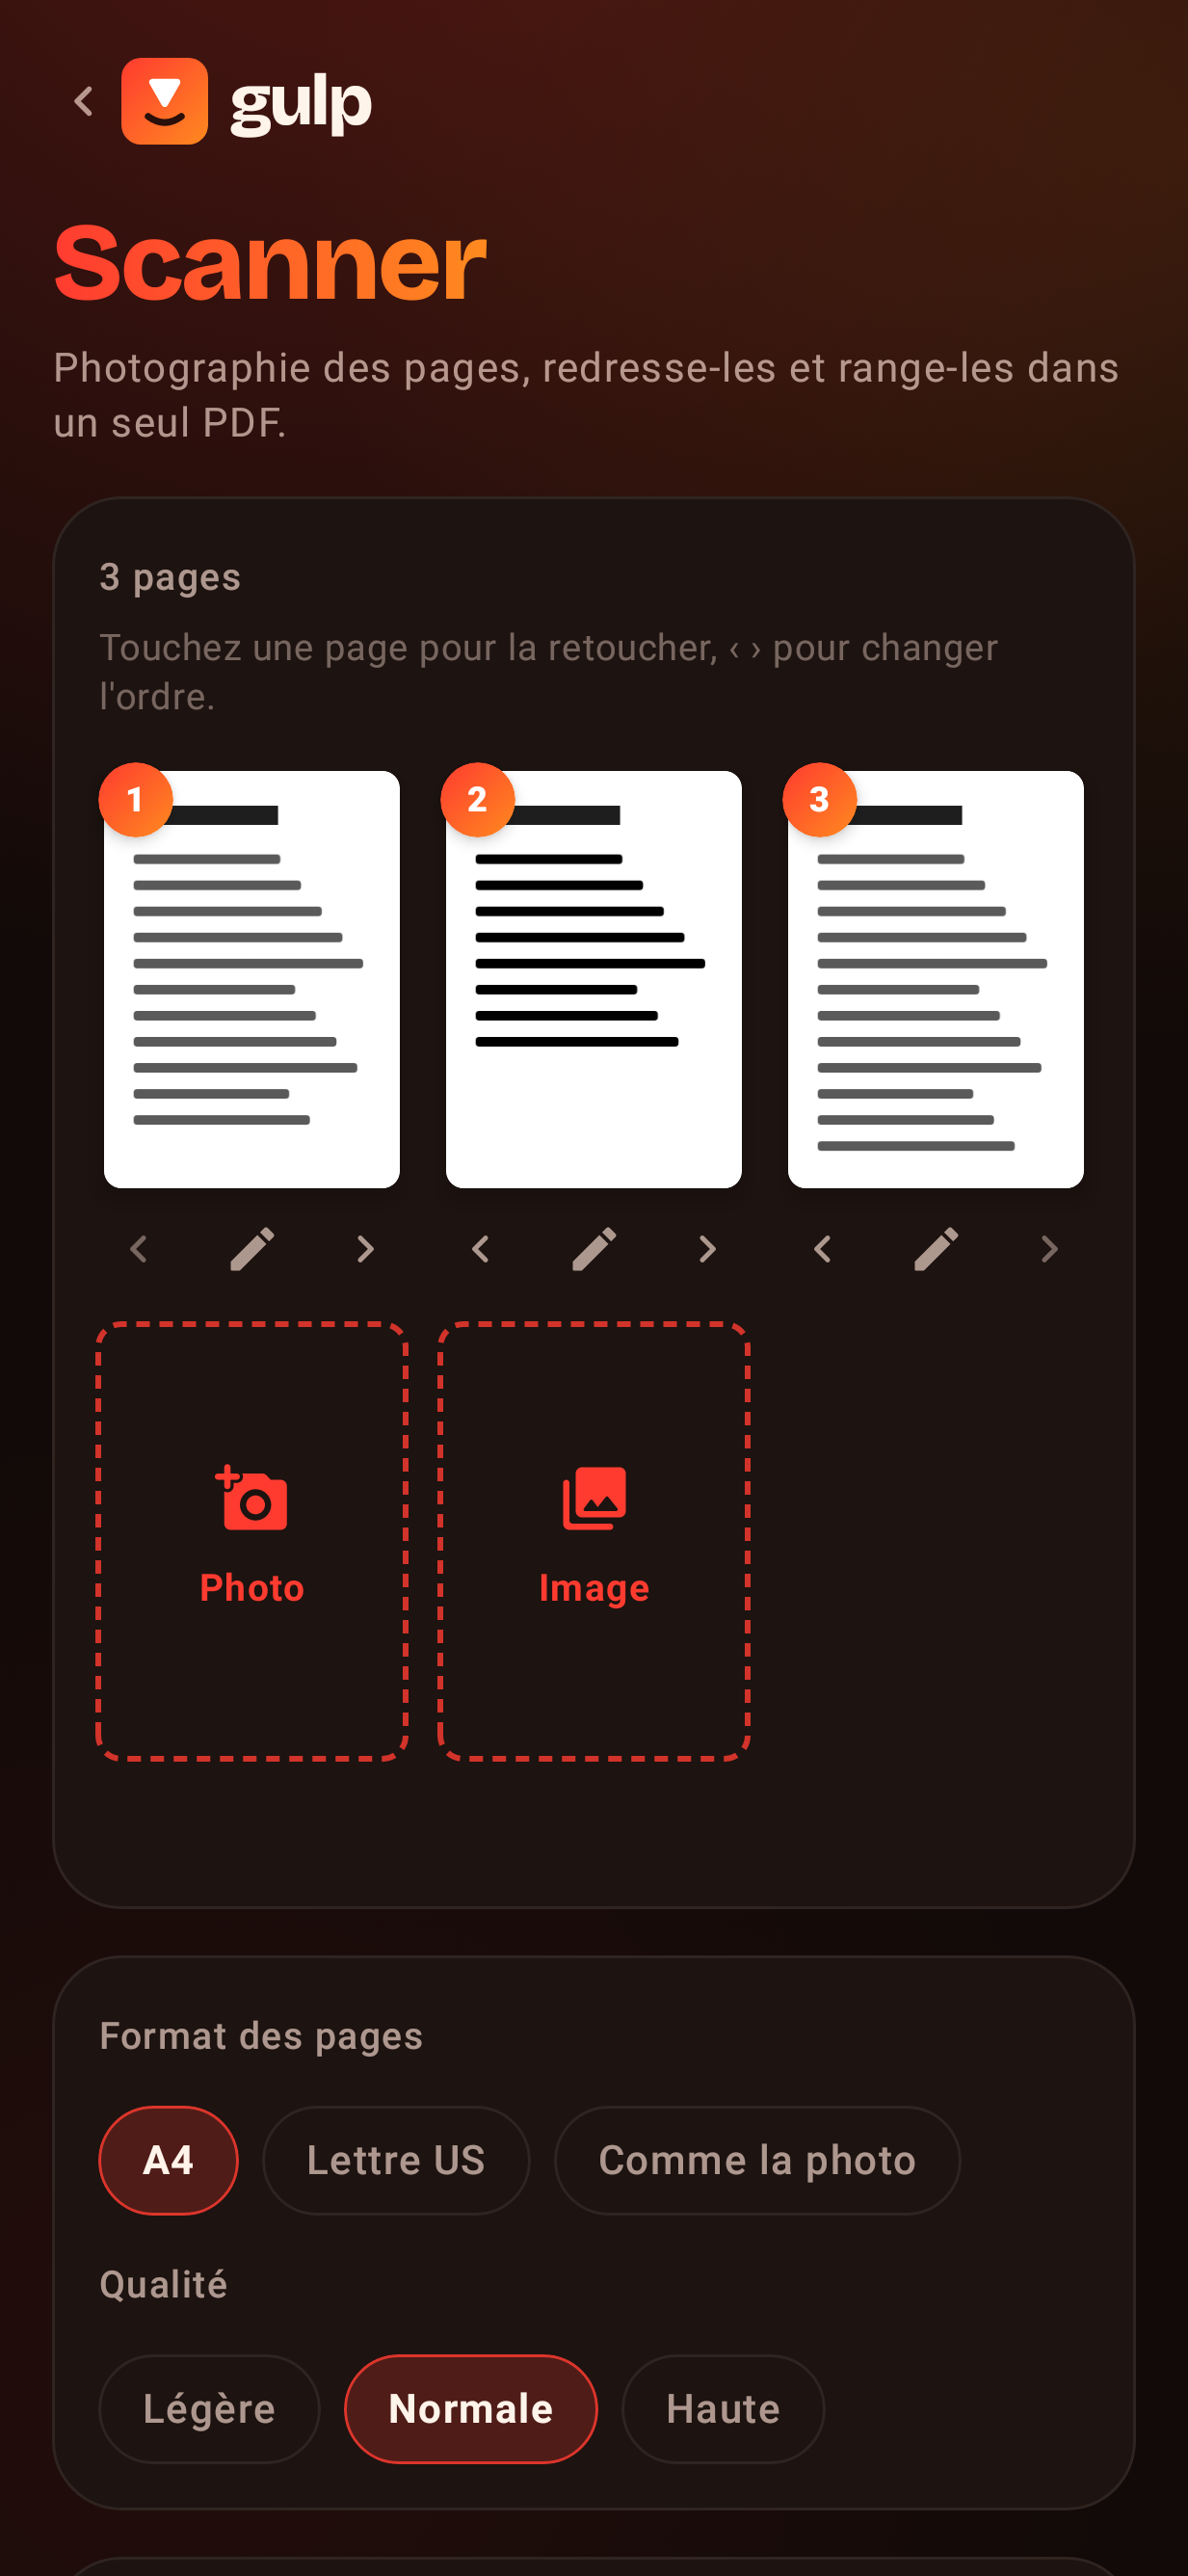 gulp
Scanner
Photographie des pages, redresse-les et range-les dans
un seul PDF.
3 pages
Touchez une page pour la retoucher, ‹ › pour changer
l'ordre.
1 2 3
Photo Image
Format des pages
A4 Lettre US Comme la photo
Qualité
Légère Normale Haute